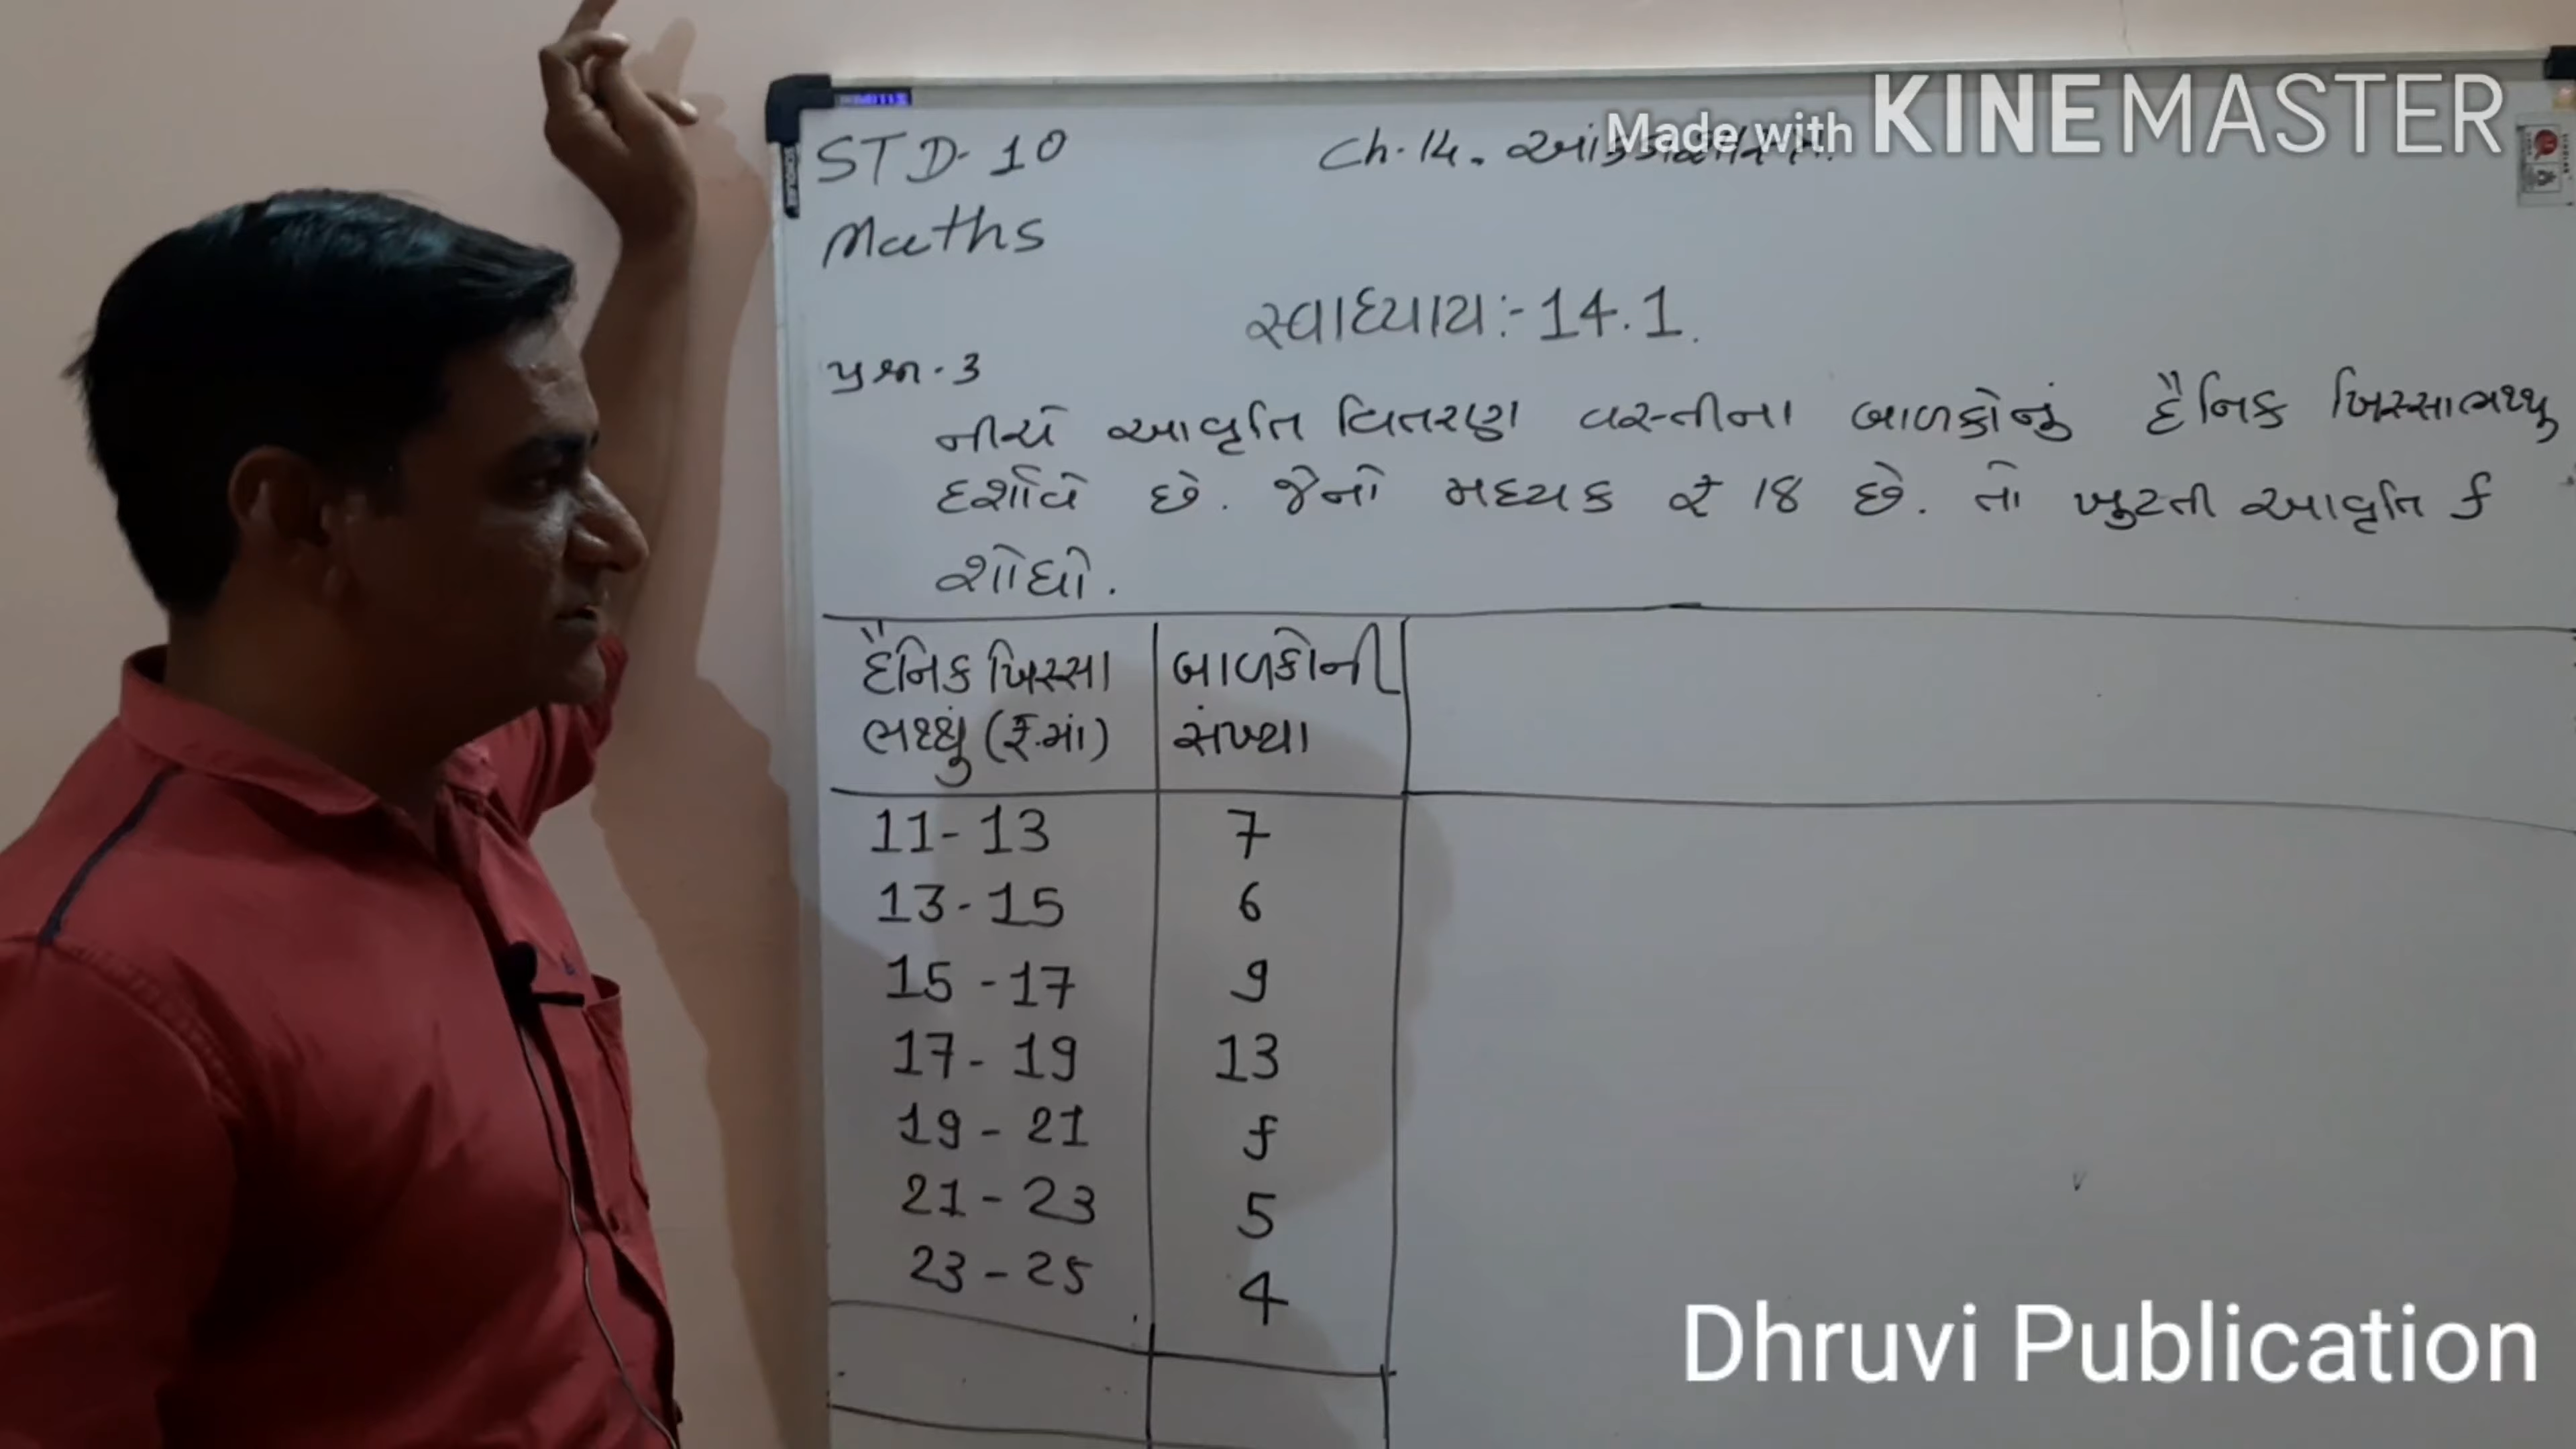 Made with KINEMASTER
STD-10
Ch-14.
Maths
સ્વાધ્યાય:-14.1.
પ્રશ્ન-3
નીચે આવૃતિ વિતરણ વસ્તીના બાળકોનું દૈનિક ખિસ્સાભથ્થુ
દર્શાવે છે. જેનો મધ્યક ₹ 18 છે. તો ખુટતી આવૃતિ f
શોધો.
દૈનિક ખિસ્સા બાળકોની
ભથ્થું (રૂ.માં) સંખ્યા
11-13 7
13-15 6
15-17 9
17-19 13
19-21 f
21-23 5
23-25 4
Dhruvi Publication